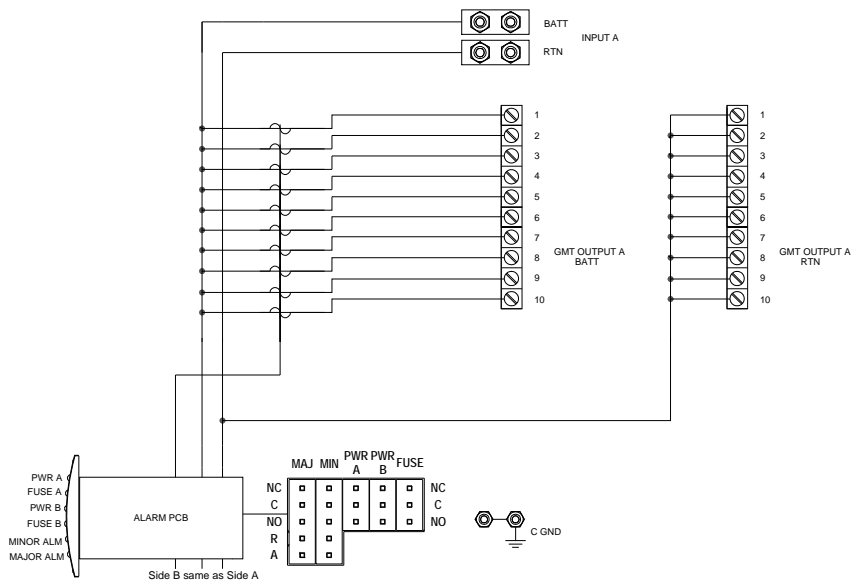 BATT
INPUT A
RTN
1
2
3
4
5
6
7
8
9
10
GMT OUTPUT A
BATT
1
2
3
4
5
6
7
8
9
10
GMT OUTPUT A
RTN
PWR A
FUSE A
PWR B
FUSE B
MINOR ALM
MAJOR ALM
ALARM PCB
Side B same as Side A
MAJ MIN PWR A PWR B FUSE
NC NC
C C
NO NO
R
A
C GND